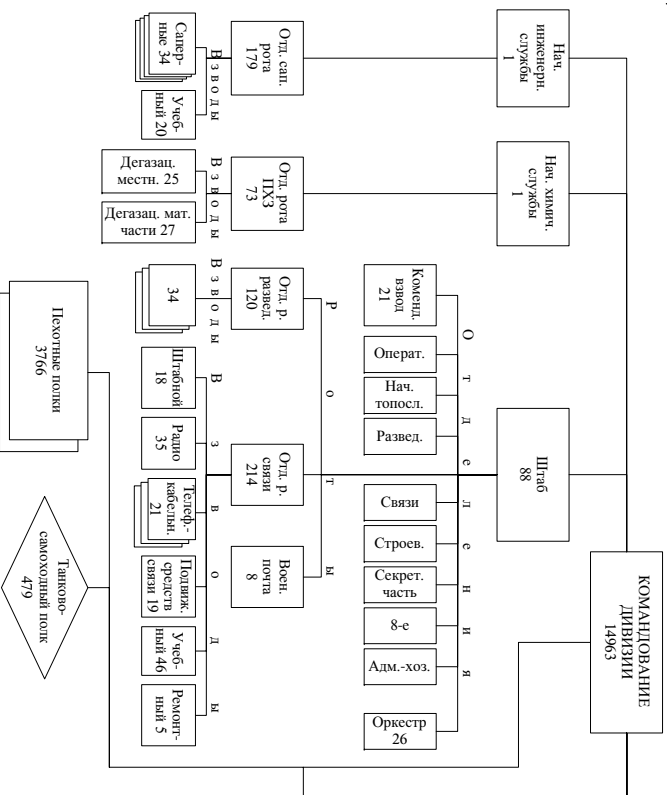 КОМАНДОВАНИЕ
ДИВИЗИИ
14963
Нач.
инженерн.
службы
1
Нач. химич.
службы
1
Штаб
88
Отделения
Коменд.
взвод
21
Операт.
Нач.
топосл.
Развед.
Связи
Строев.
Секрет.
часть
8-е
Адм.-хоз.
Оркестр
26
Роты
Отд. сап.
рота
179
Отд. рота
ПХЗ
73
Отд. р.
развед.
120
Отд. р.
связи
214
Воен.
почта
8
Взводы
Сапер-
ные 34
Учеб-
ный 20
Взводы
Дегазац.
местн. 25
Дегазац. мат.
части 27
Взводы
34
Взводы
Штабной
18
Радио
35
Телеф.-
кабельн.
21
Подвиж.
средств
связи 19
Учеб-
ный 46
Ремонт-
ный 5
Пехотные полки
3766
Танково-
самоходный полк
479